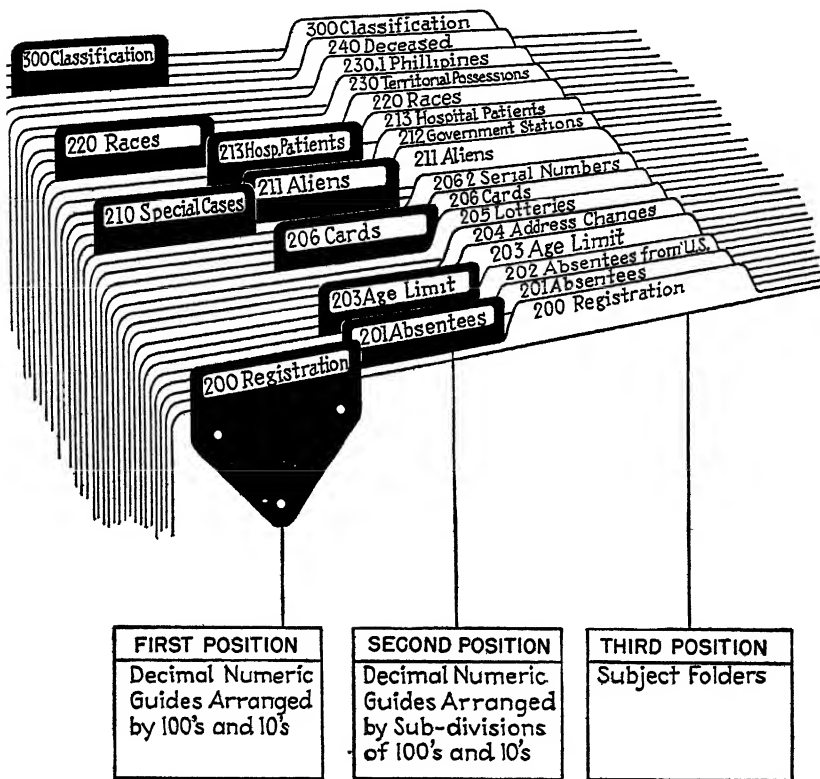 300 Classification
240 Deceased
230.1 Phillipines
230 Territorial Possessions
220 Races
213 Hospital Patients
212 Government Stations
211 Aliens
206 2 Serial Numbers
206 Cards
205 Lotteries
204 Address Changes
203 Age Limit
202 Absentees from U.S.
201 Absentees
200 Registration
300 Classification
220 Races
213 Hosp. Patients
211 Aliens
210 Special Cases
206 Cards
203 Age Limit
201 Absentees
200 Registration
FIRST POSITION
Decimal Numeric
Guides Arranged
by 100's and 10's
SECOND POSITION
Decimal Numeric
Guides Arranged
by Sub-divisions
of 100's and 10's
THIRD POSITION
Subject Folders